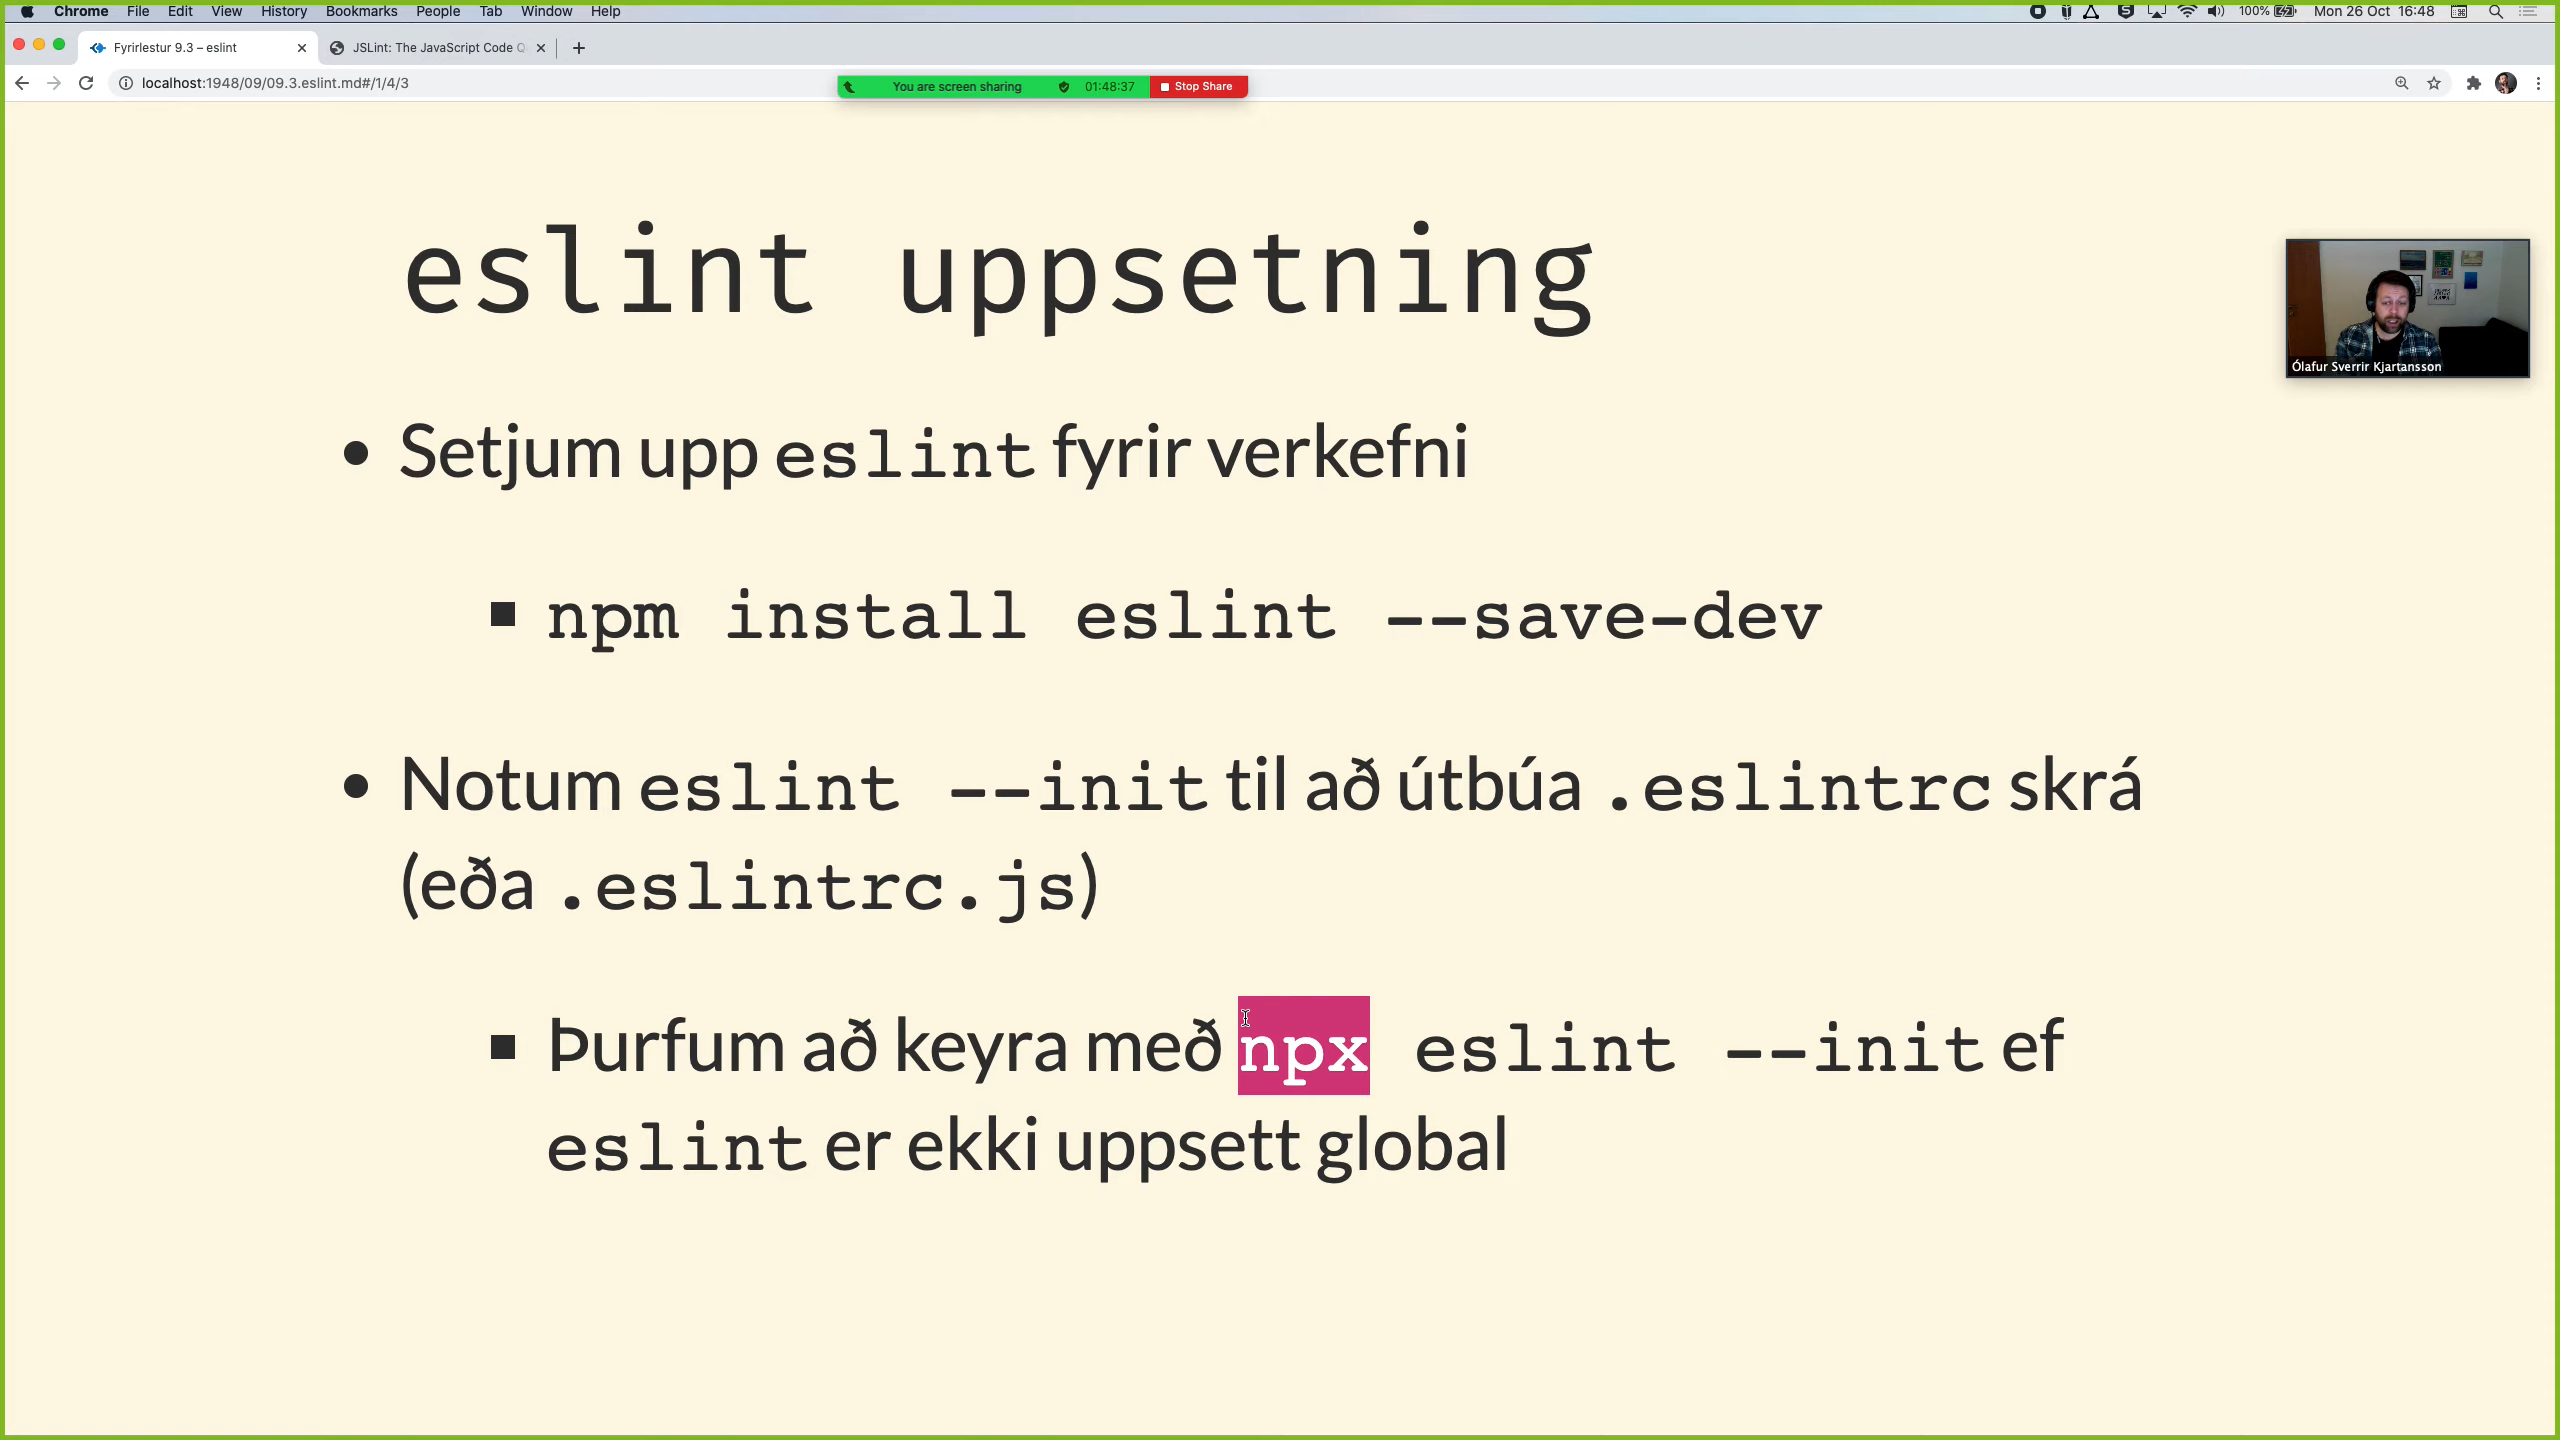 Chrome File Edit View History Bookmarks People Tab Window Help 100% Mon 26 Oct 16:48
Fyrirlestur 9.3 – eslint JSLint: The JavaScript Code Q
localhost:1948/09/09.3.eslint.md#/1/4/3
You are screen sharing 01:48:37 Stop Share
eslint uppsetning
Ólafur Sverrir Kjartansson
• Setjum upp eslint fyrir verkefni
▪ npm install eslint --save-dev
• Notum eslint --init til að útbúa .eslintrc skrá
(eða .eslintrc.js)
▪ Þurfum að keyra með npx eslint --init ef
eslint er ekki uppsett global